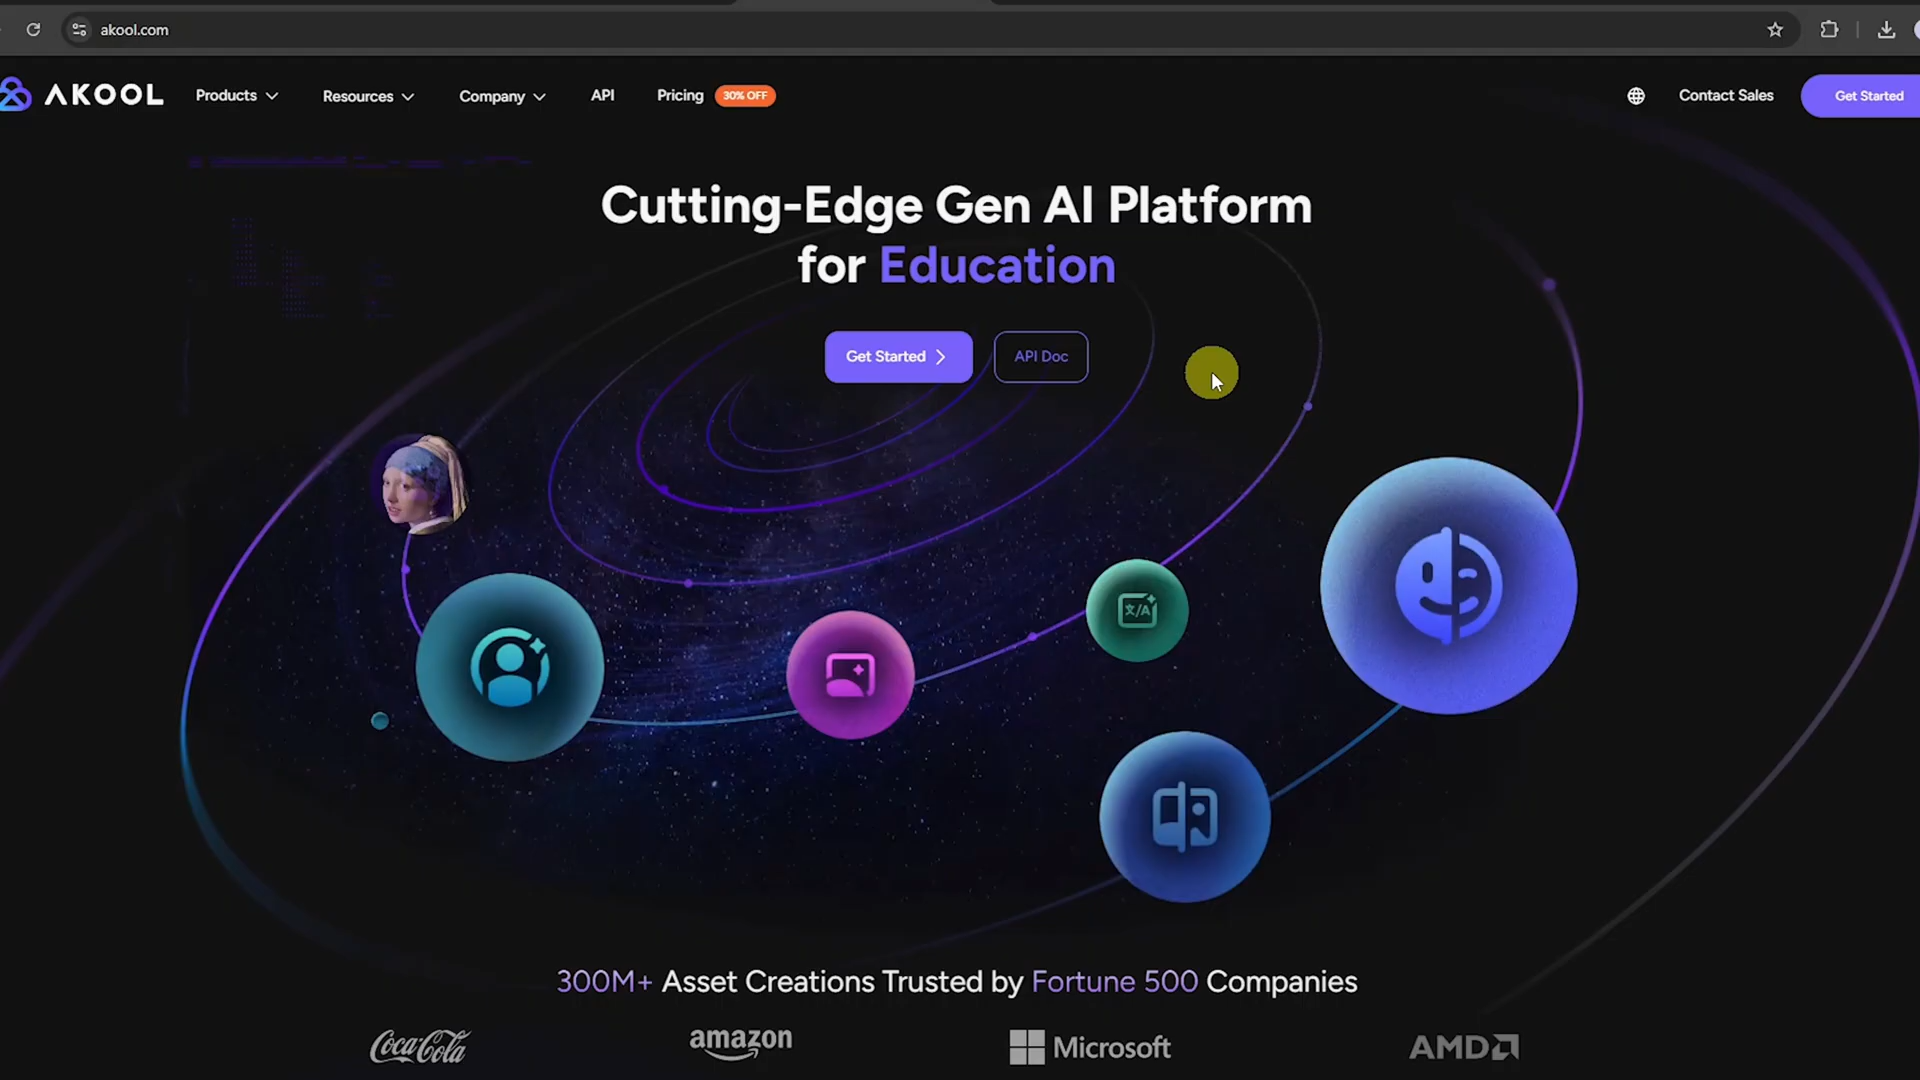 akool.com
AKOOL
Products
Resources
Company
API
Pricing
30% OFF
Contact Sales
Get Started
Cutting-Edge Gen AI Platform
for Education
Get Started
API Doc
文/A
300M+ Asset Creations Trusted by Fortune 500 Companies
Coca-Cola
amazon
Microsoft
AMD